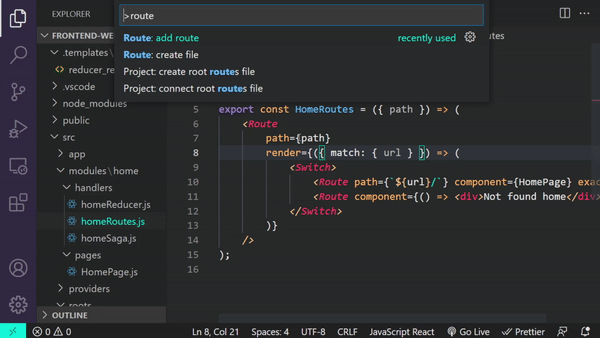 EXPLORER
>route
FRONTEND-WE
Routes
Route: add route
recently used
Route: create file
Project: create root routes file
Project: connect root routes file
.templates
reducer_re
.vscode
node_modules
public
src
app
modules \ home
handlers
homeReducer.js
homeRoutes.js
homeSaga.js
pages
HomePage.js
providers
roots
OUTLINE
5 export const HomeRoutes = ({ path }) => (
6 <Route
7 path={path}
8 render={({ match: { url } }) => (
9 <Switch>
10 <Route path={`${url}/`} component={HomePage} exac
11 <Route component={() => <div>Not found home</div>
12 </Switch>
13 )}
14 />
15 );
16
0 0
Ln 8, Col 21
Spaces: 4
UTF-8
CRLF
JavaScript React
Go Live
Prettier